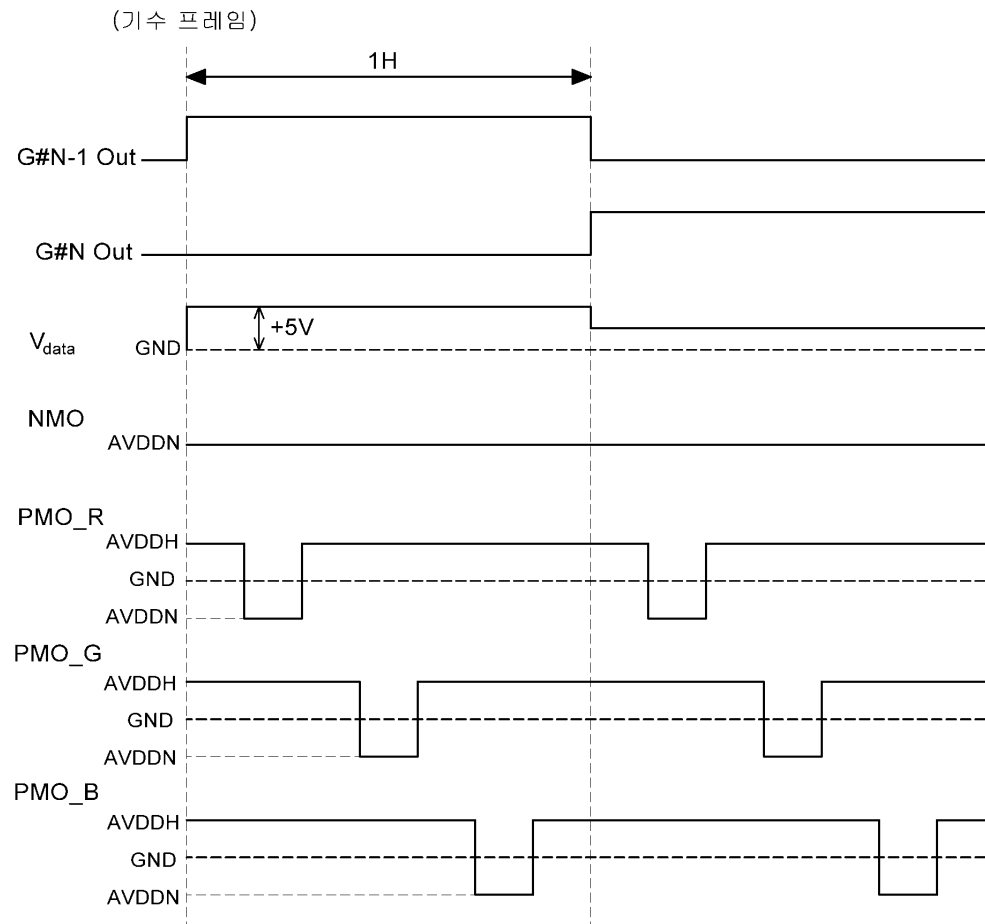 (기수 프레임)
1H
G#N-1 Out
G#N Out
+5V
Vdata GND
NMO
AVDDN
PMO_R
AVDDH
GND
AVDDN
PMO_G
AVDDH
GND
AVDDN
PMO_B
AVDDH
GND
AVDDN